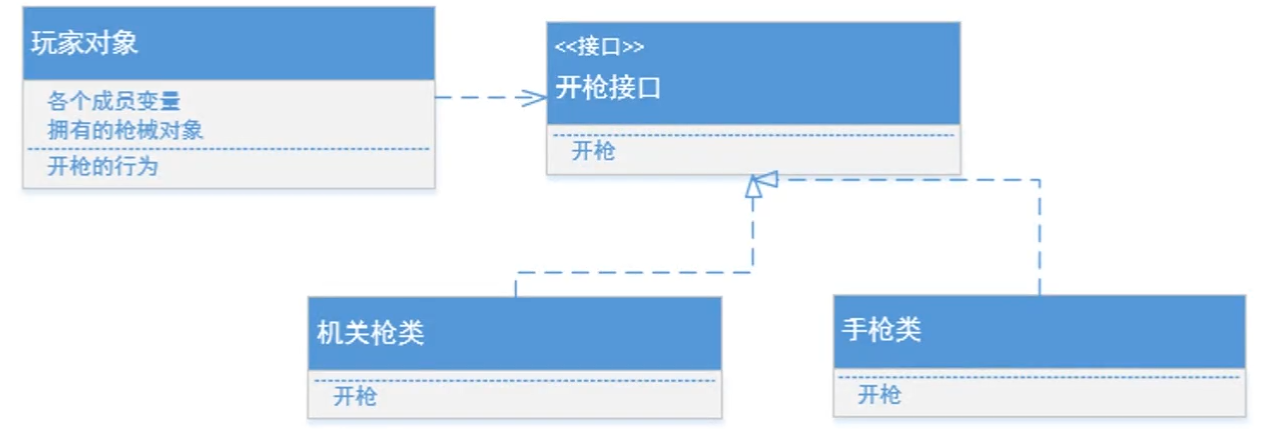 玩家对象
各个成员变量
拥有的枪械对象
开枪的行为
<<接口>>
开枪接口
开枪
机关枪类
开枪
手枪类
开枪